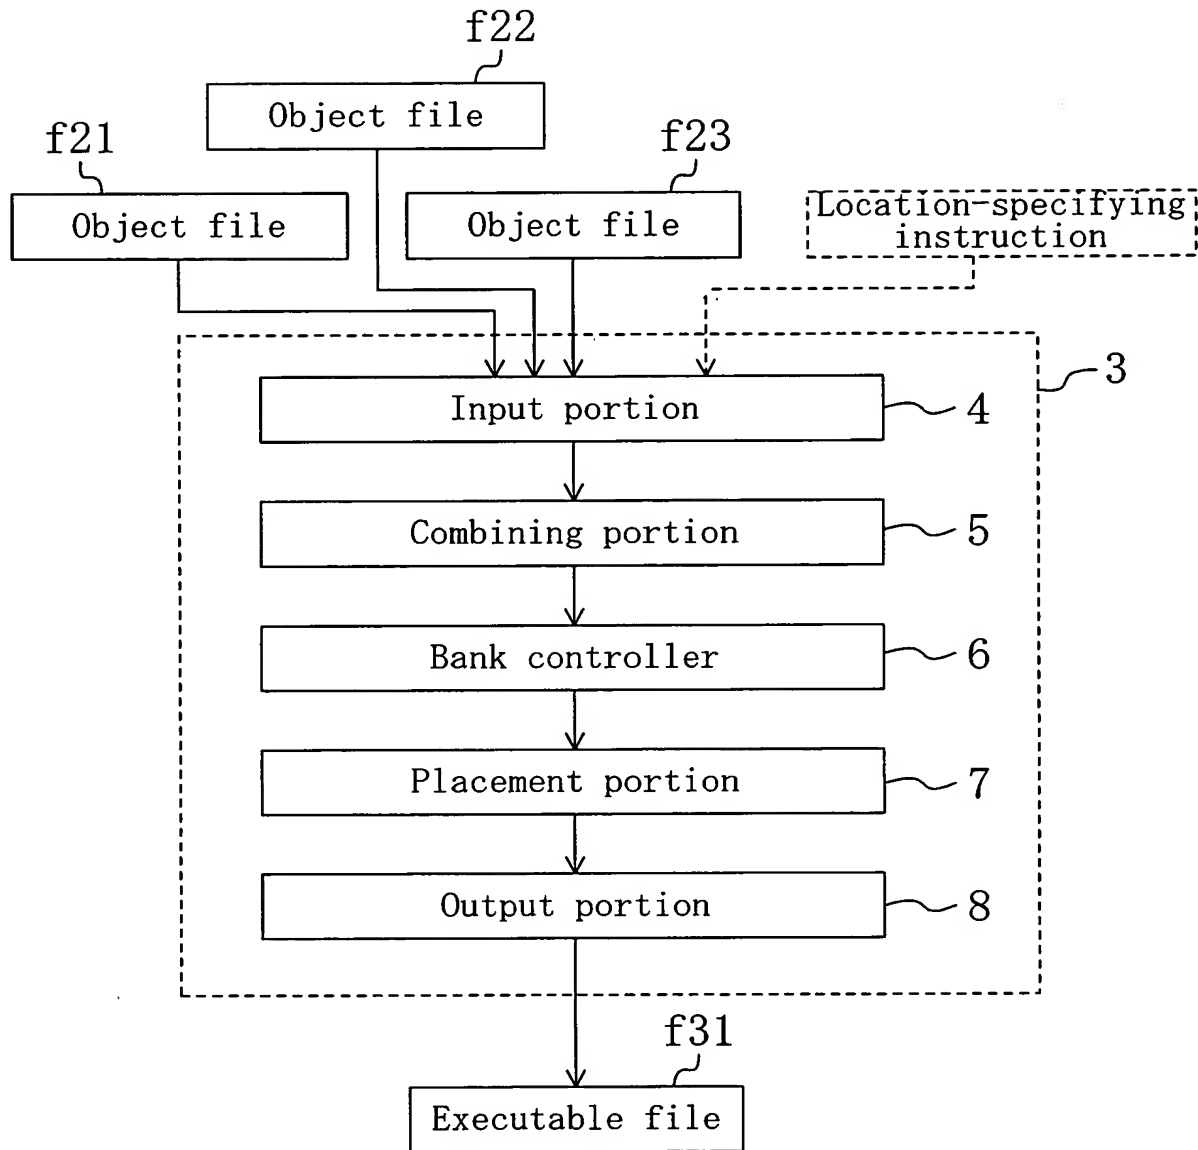 f22
Object file
f21
Object file
f23
Object file
Location-specifying
instruction
3
Input portion
4
Combining portion
5
Bank controller
6
Placement portion
7
Output portion
8
f31
Executable file